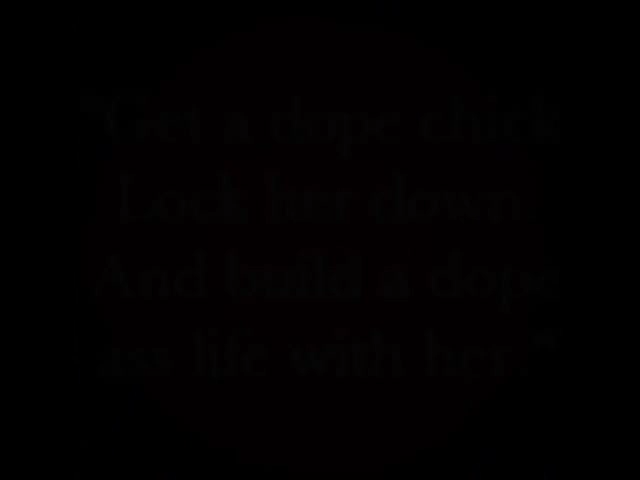 "Get a dope chick
Lock her down
And build a dope
ass life with her."